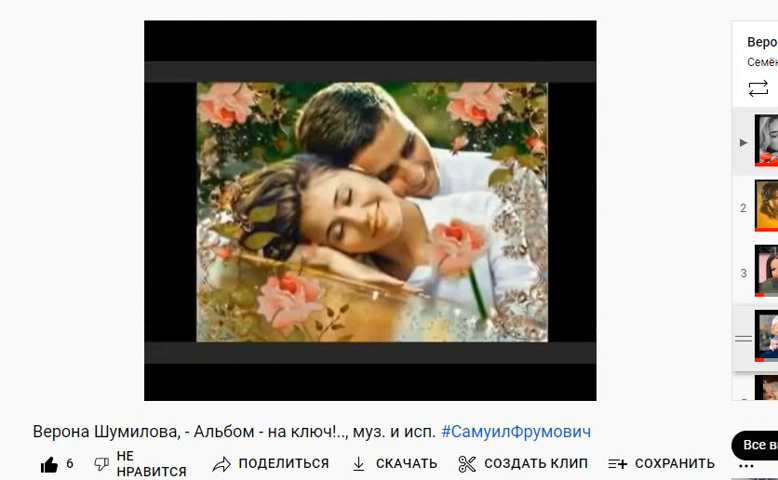 Веро
Семён
2
3
Верона Шумилова, - Альбом - на ключ!.., муз. и исп. #СамуилФрумович
6
НЕ НРАВИТСЯ
ПОДЕЛИТЬСЯ
СКАЧАТЬ
СОЗДАТЬ КЛИП
СОХРАНИТЬ
Все в